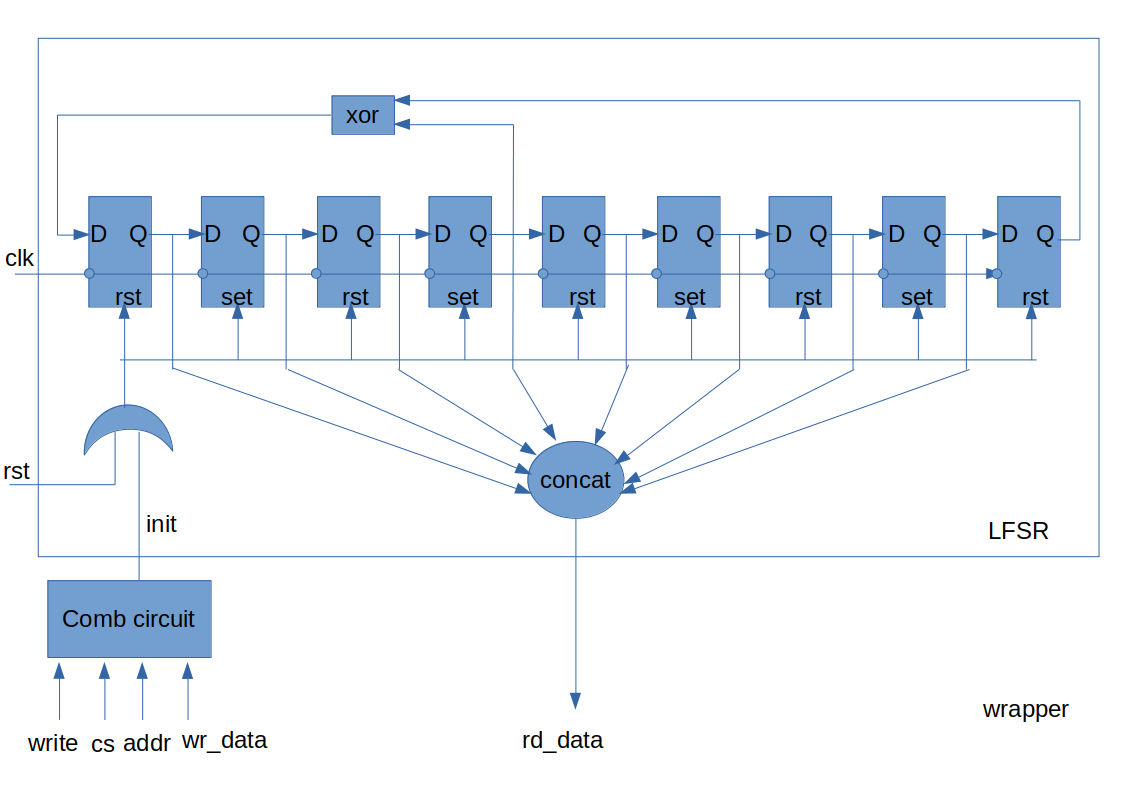 xor
D Q D Q D Q D Q D Q D Q D Q D Q D Q
clk
rst set rst set rst set rst set rst
rst
concat
init
LFSR
Comb circuit
wrapper
write cs addr wr_data
rd_data